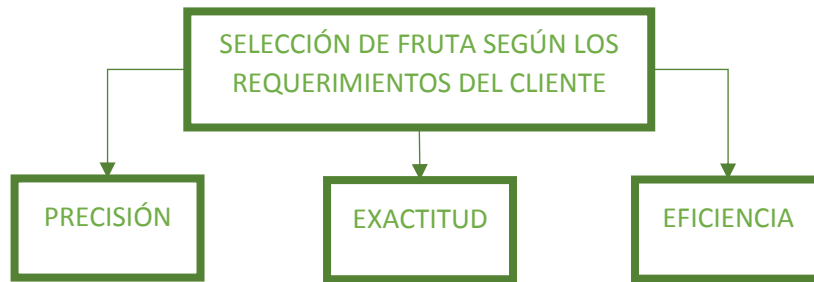 SELECCIÓN DE FRUTA SEGÚN LOS
REQUERIMIENTOS DEL CLIENTE
PRECISIÓN
EXACTITUD
EFICIENCIA